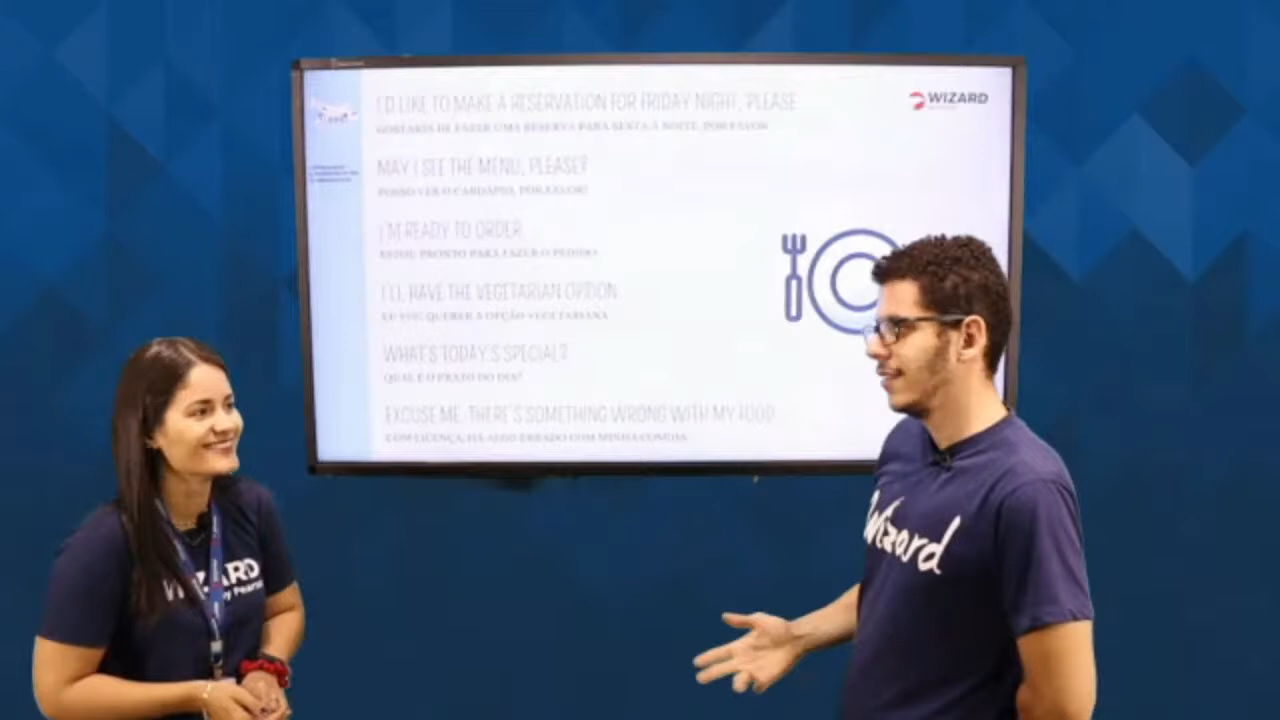 I'D LIKE TO MAKE A RESERVATION FOR FRIDAY NIGHT, PLEASE
GOSTARIA DE FAZER UMA RESERVA PARA SEXTA À NOITE, POR FAVOR
MAY I SEE THE MENU, PLEASE?
POSSO VER O CARDÁPIO, POR FAVOR?
I'M READY TO ORDER
ESTOU PRONTO PARA FAZER O PEDIDO
I'LL HAVE THE VEGETARIAN OPTION
EU VOU QUERER A OPÇÃO VEGETARIANA
WHAT'S TODAY'S SPECIAL?
QUAL É O PRATO DO DIA?
EXCUSE ME, THERE'S SOMETHING WRONG WITH MY FOOD
COM LICENÇA, HÁ ALGO ERRADO COM MINHA COMIDA
WIZARD
WIZARD
by Pearson
Wizard